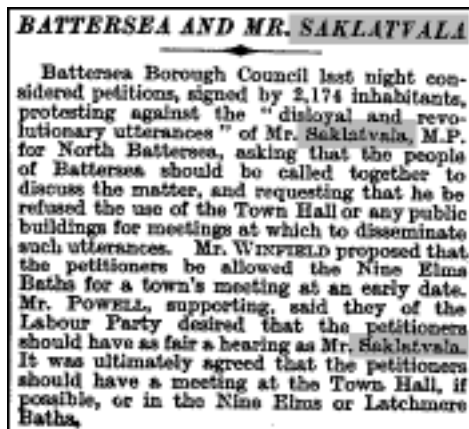 BATTERSEA AND MR. SAKLATVALA
Battersea Borough Council last night con-
sidered petitions, signed by 2,174 inhabitants,
protesting against the "disloyal and revo-
lutionary utterances" of Mr. Saklatvala, M.P.
for North Battersea, asking that the people
of Battersea should be called together to
discuss the matter, and requesting that he be
refused the use of the Town Hall or any public
buildings for meetings at which to disseminate
such utterances. Mr. WINFIELD proposed that
the petitioners be allowed the Nine Elms
Baths for a town's meeting at an early date.
Mr. POWELL, supporting, said they of the
Labour Party desired that the petitioners
should have as fair a hearing as Mr. Saklatvala.
It was ultimately agreed that the petitioners
should have a meeting at the Town Hall, if
possible, or in the Nine Elms or Latchmere
Baths.